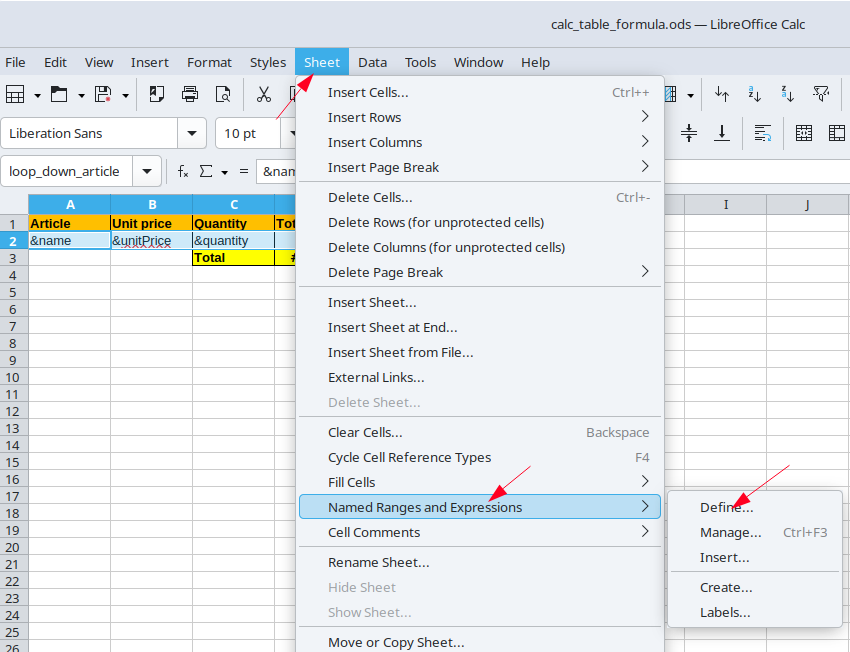 calc_table_formula.ods — LibreOffice Calc
File Edit View Insert Format Styles Sheet Data Tools Window Help
Insert Cells... Ctrl++
Insert Rows
Liberation Sans 10 pt
Insert Columns
Insert Page Break
loop_down_article = &nam
Delete Cells... Ctrl+-
Delete Rows (for unprotected cells)
Delete Columns (for unprotected cells)
Delete Page Break
A B C I J
1 Article Unit price Quantity Tot
2 &name &unitPrice &quantity
3 Total #
4
5
6
7
8
9
10
11
12
13
14
15
16
17
18
19
20
21
22
23
24
25
26
Insert Sheet...
Insert Sheet at End...
Insert Sheet from File...
External Links...
Delete Sheet...
Clear Cells... Backspace
Cycle Cell Reference Types F4
Fill Cells
Named Ranges and Expressions
Cell Comments
Rename Sheet...
Hide Sheet
Show Sheet...
Move or Copy Sheet...
Define...
Manage... Ctrl+F3
Insert...
Create...
Labels...